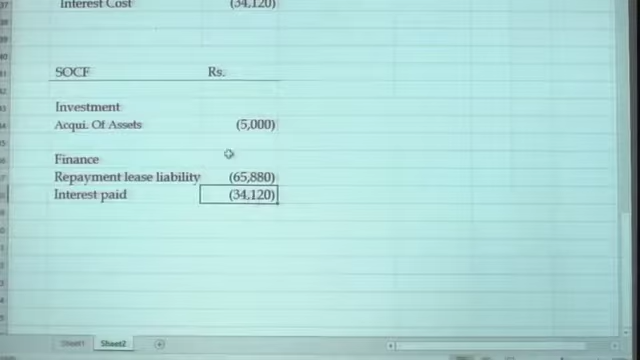 37 Interest Cost (34,120)
SOCF Rs.
Investment
Acqui. Of Assets (5,000)
Finance
Repayment lease liability (65,880)
Interest paid (34,120)
Sheet1 Sheet2